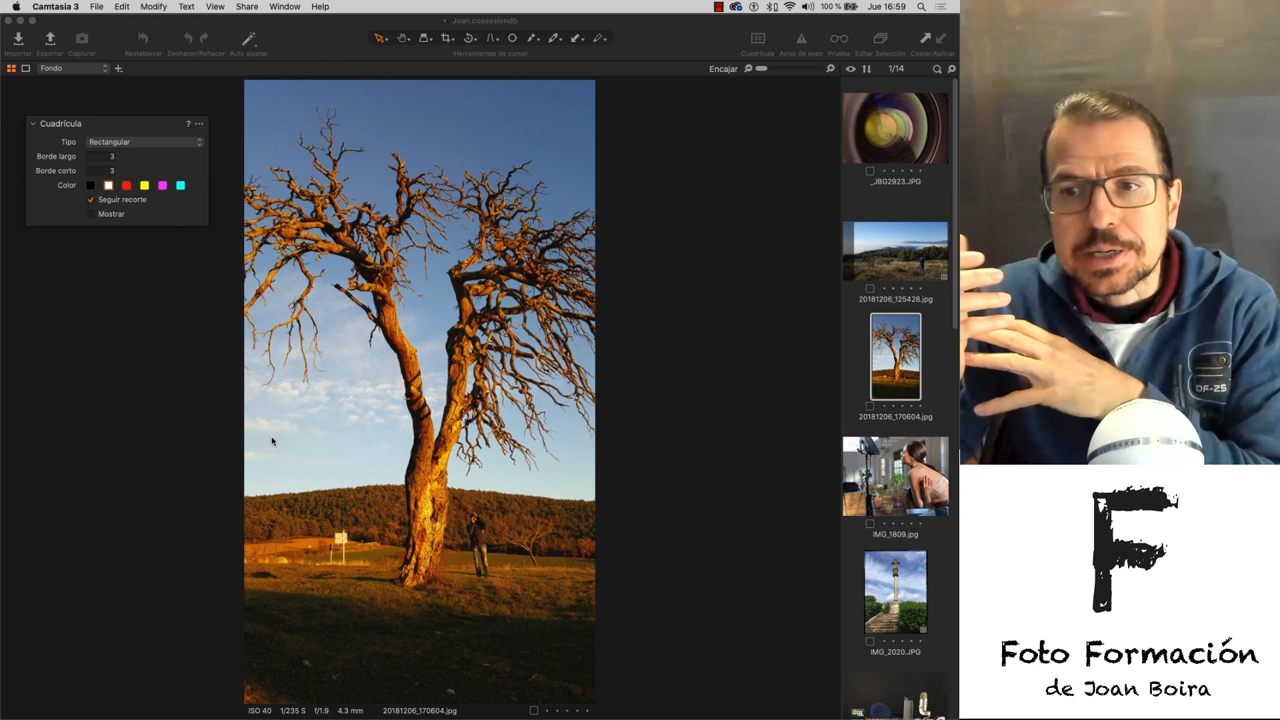 Camtasia 3 File Edit Modify Text View Share Window Help 100 % Jue 16:59
Joan.cosessiondb
Importar Exportar Capturar Restablecer Deshacer/Rehacer Auto ajustar Herramientas de cursor Cuadrícula Aviso de expo Prueba Editar Selección Copiar/Aplicar
Fondo Encajar 1/14
Cuadrícula ? ...
Tipo Rectangular
Borde largo 3
Borde corto 3
Color
Seguir recorte
Mostrar
_JBG2923.JPG
20181206_125428.jpg
20181206_170604.jpg
IMG_1809.jpg
IMG_2020.JPG
ISO 40 1/235 S f/1.9 4.3 mm 20181206_170604.jpg
OF-25
F
Foto Formación
de Joan Boira